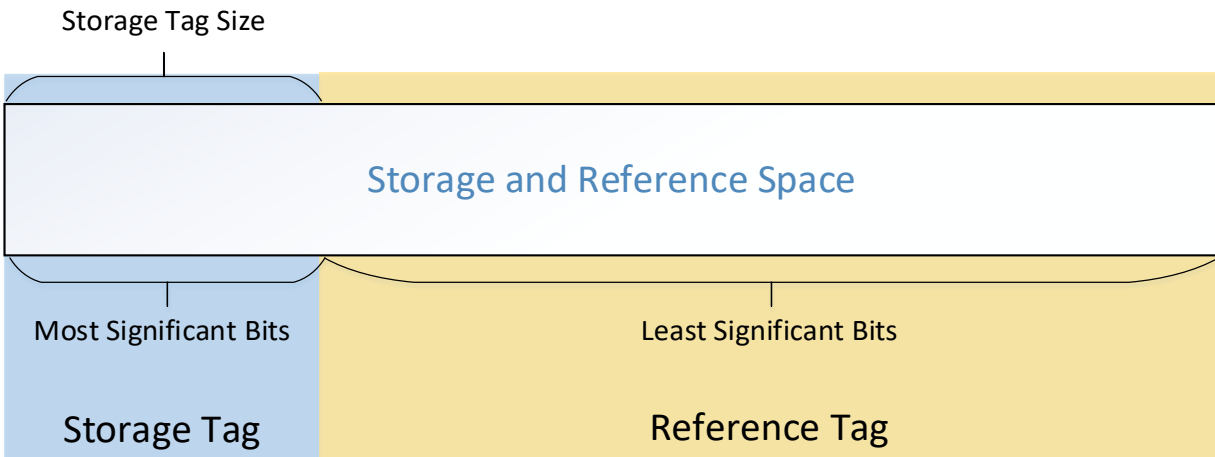 Storage Tag Size
Storage and Reference Space
Most Significant Bits
Least Significant Bits
Storage Tag
Reference Tag